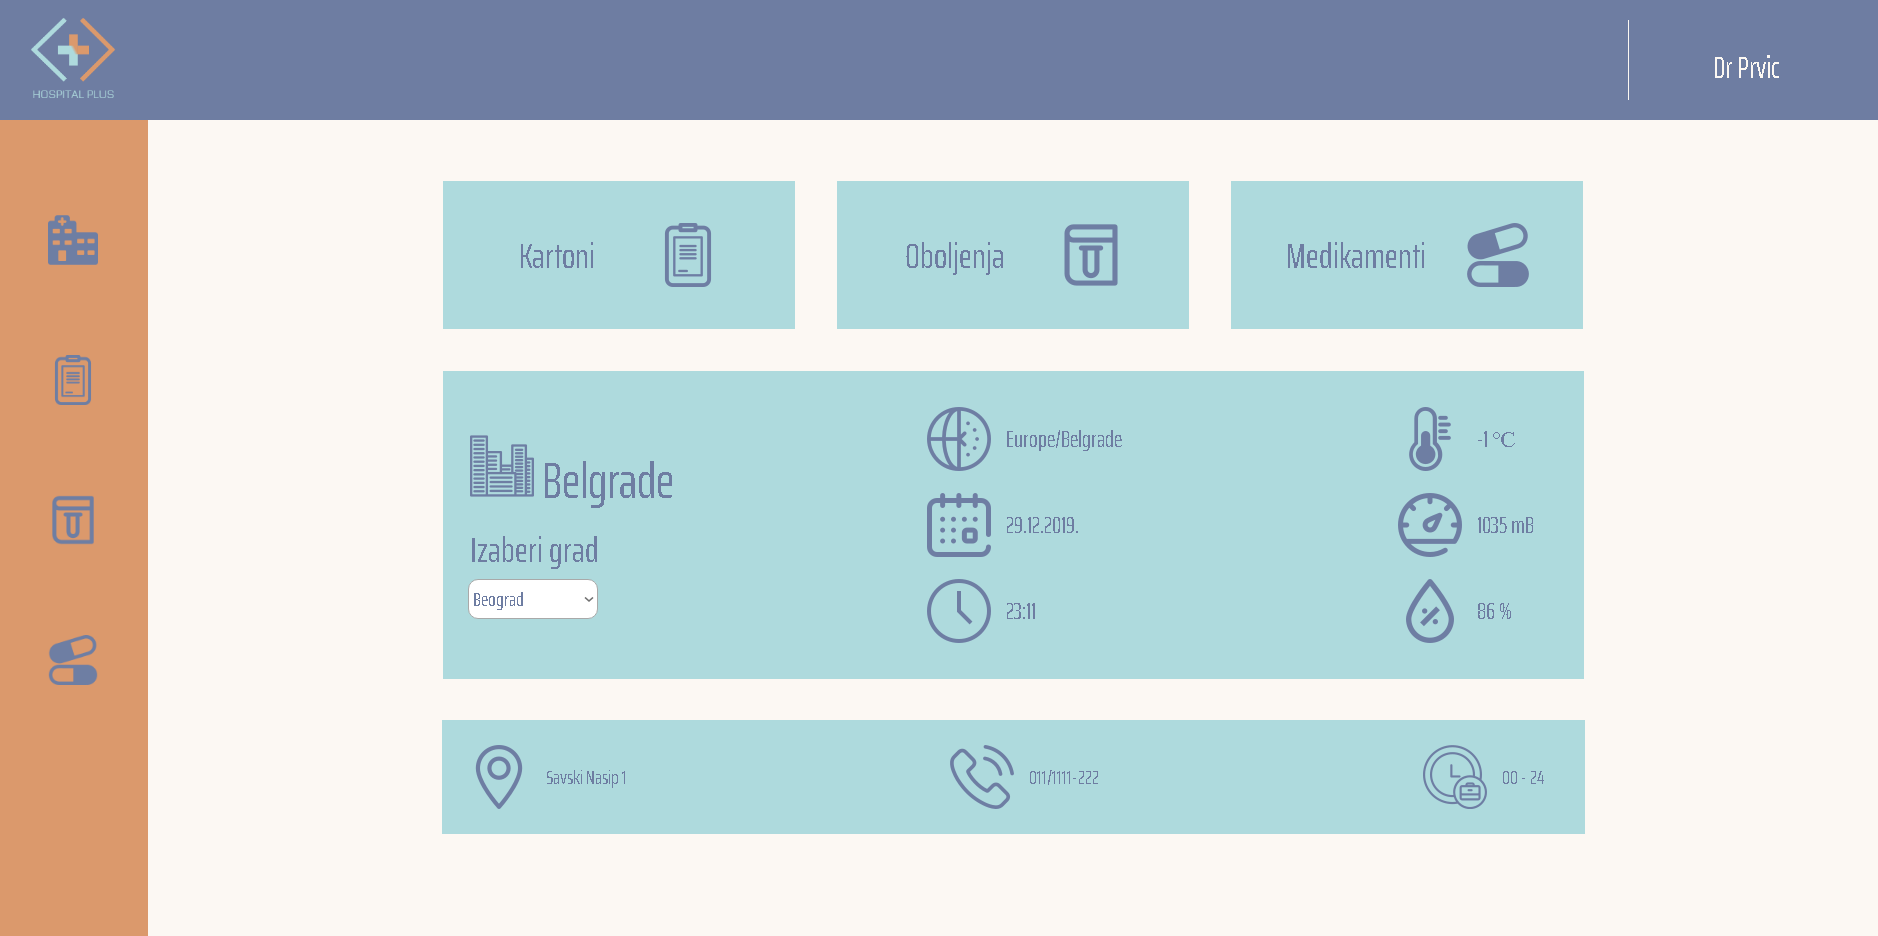 HOSPITAL PLUS
Dr Prvic
Kartoni
Oboljenja
Medikamenti
Belgrade
Izaberi grad
Beograd
Europe/Belgrade
29.12.2019.
23:11
-1 °C
1035 mB
86 %
Savski Nasip 1
011/1111-222
00 - 24